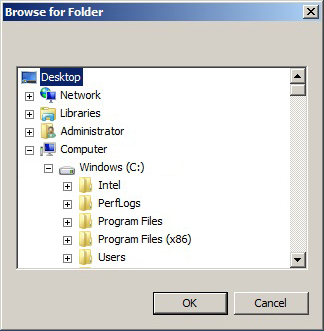 Browse for Folder
Desktop
Network
Libraries
Administrator
Computer
Windows (C:)
Intel
PerfLogs
Program Files
Program Files (x86)
Users
OK Cancel